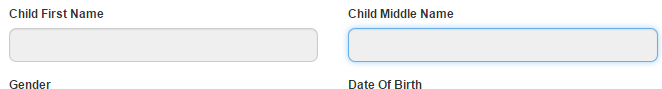 Child First Name
Child Middle Name
Gender
Date Of Birth